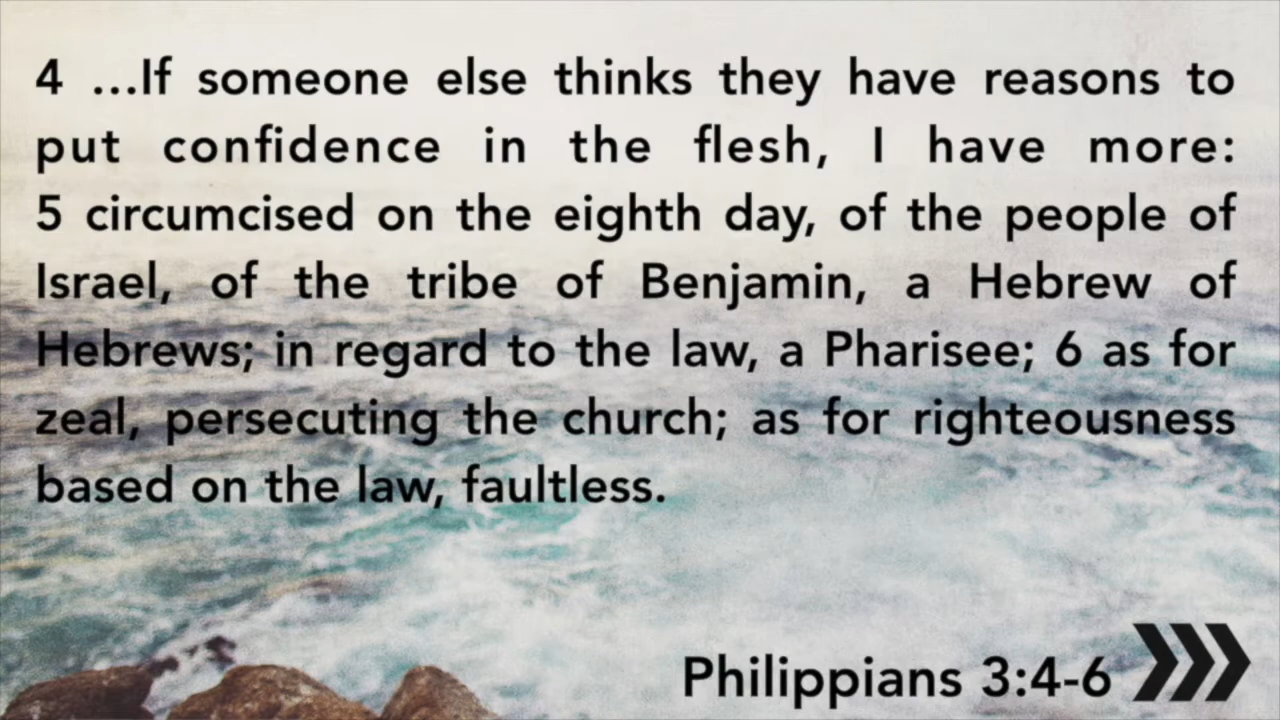 4 ...If someone else thinks they have reasons to
put confidence in the flesh, I have more:
5 circumcised on the eighth day, of the people of
Israel, of the tribe of Benjamin, a Hebrew of
Hebrews; in regard to the law, a Pharisee; 6 as for
zeal, persecuting the church; as for righteousness
based on the law, faultless.
Philippians 3:4-6